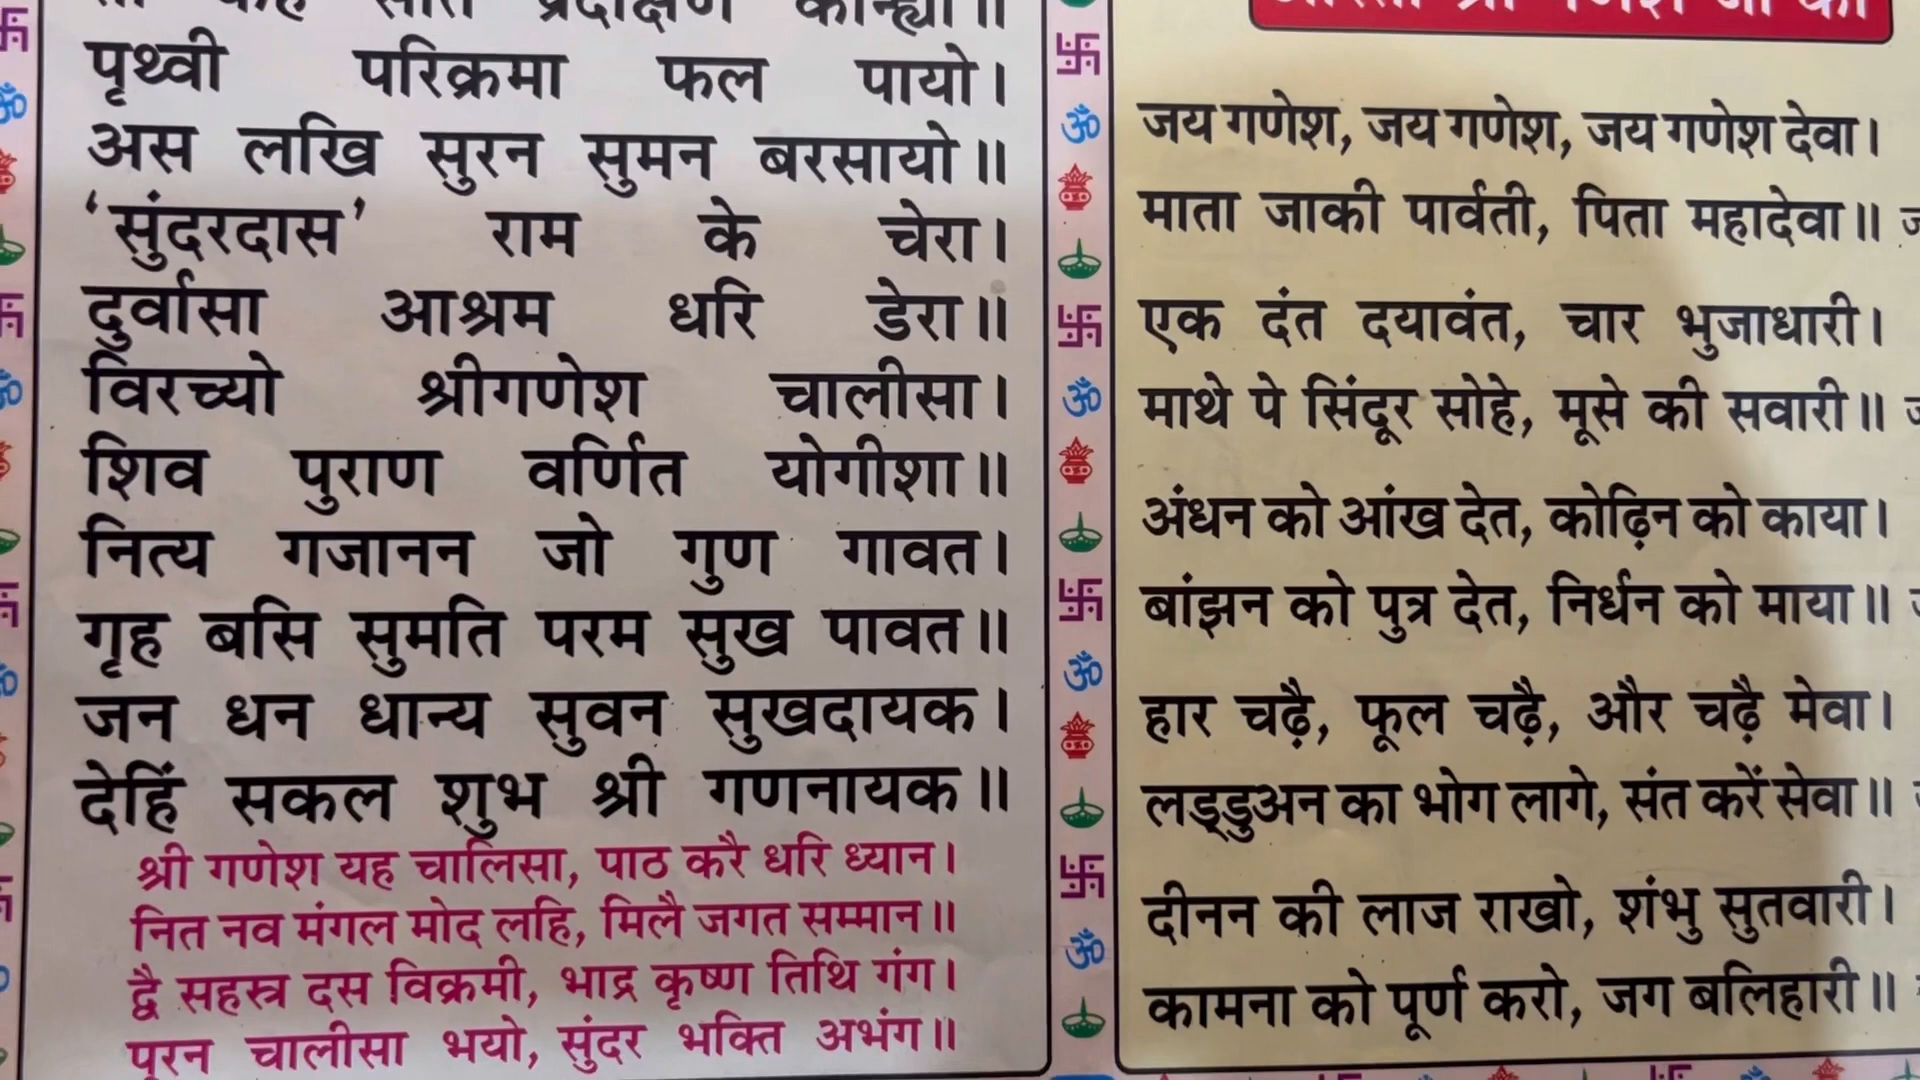 पृथ्वी परिक्रमा फल पायो।
अस लखि सुरन सुमन बरसायो॥
‘सुंदरदास’ राम के चेरा।
दुर्वासा आश्रम धरि डेरा॥
विरच्यो श्रीगणेश चालीसा।
शिव पुराण वर्णित योगीशा॥
नित्य गजानन जो गुण गावत।
गृह बसि सुमति परम सुख पावत॥
जन धन धान्य सुवन सुखदायक।
देहिं सकल शुभ श्री गणनायक॥
श्री गणेश यह चालिसा, पाठ करै धरि ध्यान।
नित नव मंगल मोद लहि, मिलै जगत सम्मान॥
द्वै सहस्त्र दस विक्रमी, भाद्र कृष्ण तिथि गंग।
पूरन चालीसा भयो, सुंदर भक्ति अभंग॥
जय गणेश, जय गणेश, जय गणेश देवा।
माता जाकी पार्वती, पिता महादेवा॥
एक दंत दयावंत, चार भुजाधारी।
माथे पे सिंदूर सोहे, मूसे की सवारी॥
अंधन को आंख देत, कोढ़िन को काया।
बांझन को पुत्र देत, निर्धन को माया॥
हार चढ़ै, फूल चढ़ै, और चढ़ै मेवा।
लड्डुअन का भोग लागे, संत करें सेवा॥
दीनन की लाज राखो, शंभु सुतवारी।
कामना को पूर्ण करो, जग बलिहारी॥